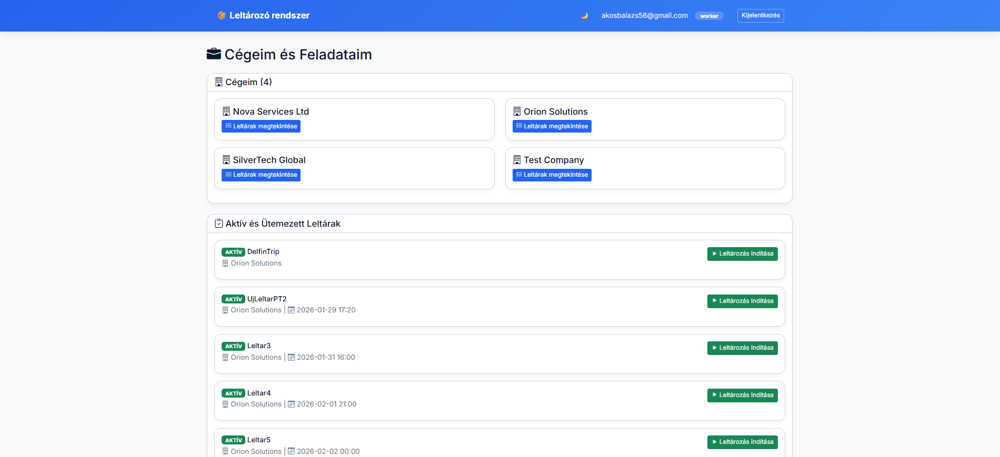 Leltározó rendszer
akosbalazs56@gmail.com worker Kijelentkezés
Cégeim és Feladataim
Cégeim (4)
Nova Services Ltd
Leltárak megtekintése
Orion Solutions
Leltárak megtekintése
SilverTech Global
Leltárak megtekintése
Test Company
Leltárak megtekintése
Aktív és Ütemezett Leltárak
AKTÍV DelfinTrip
Orion Solutions
Leltározás indítása
AKTÍV UjLeltarPT2
Orion Solutions | 2026-01-29 17:20
Leltározás indítása
AKTÍV Leltar3
Orion Solutions | 2026-01-31 16:00
Leltározás indítása
AKTÍV Leltar4
Orion Solutions | 2026-02-01 21:00
Leltározás indítása
AKTÍV Leltar5
Orion Solutions | 2026-02-02 00:00
Leltározás indítása